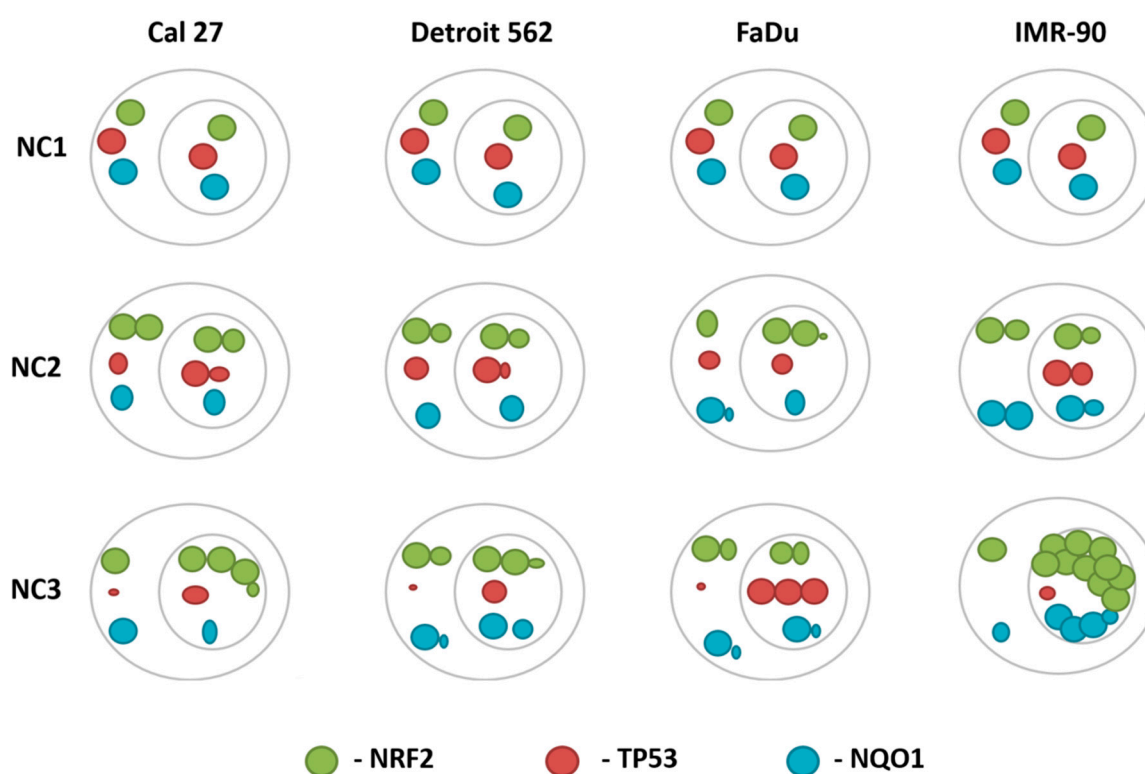 Cal 27 Detroit 562 FaDu IMR-90
NC1
NC2
NC3
- NRF2 - TP53 - NQO1